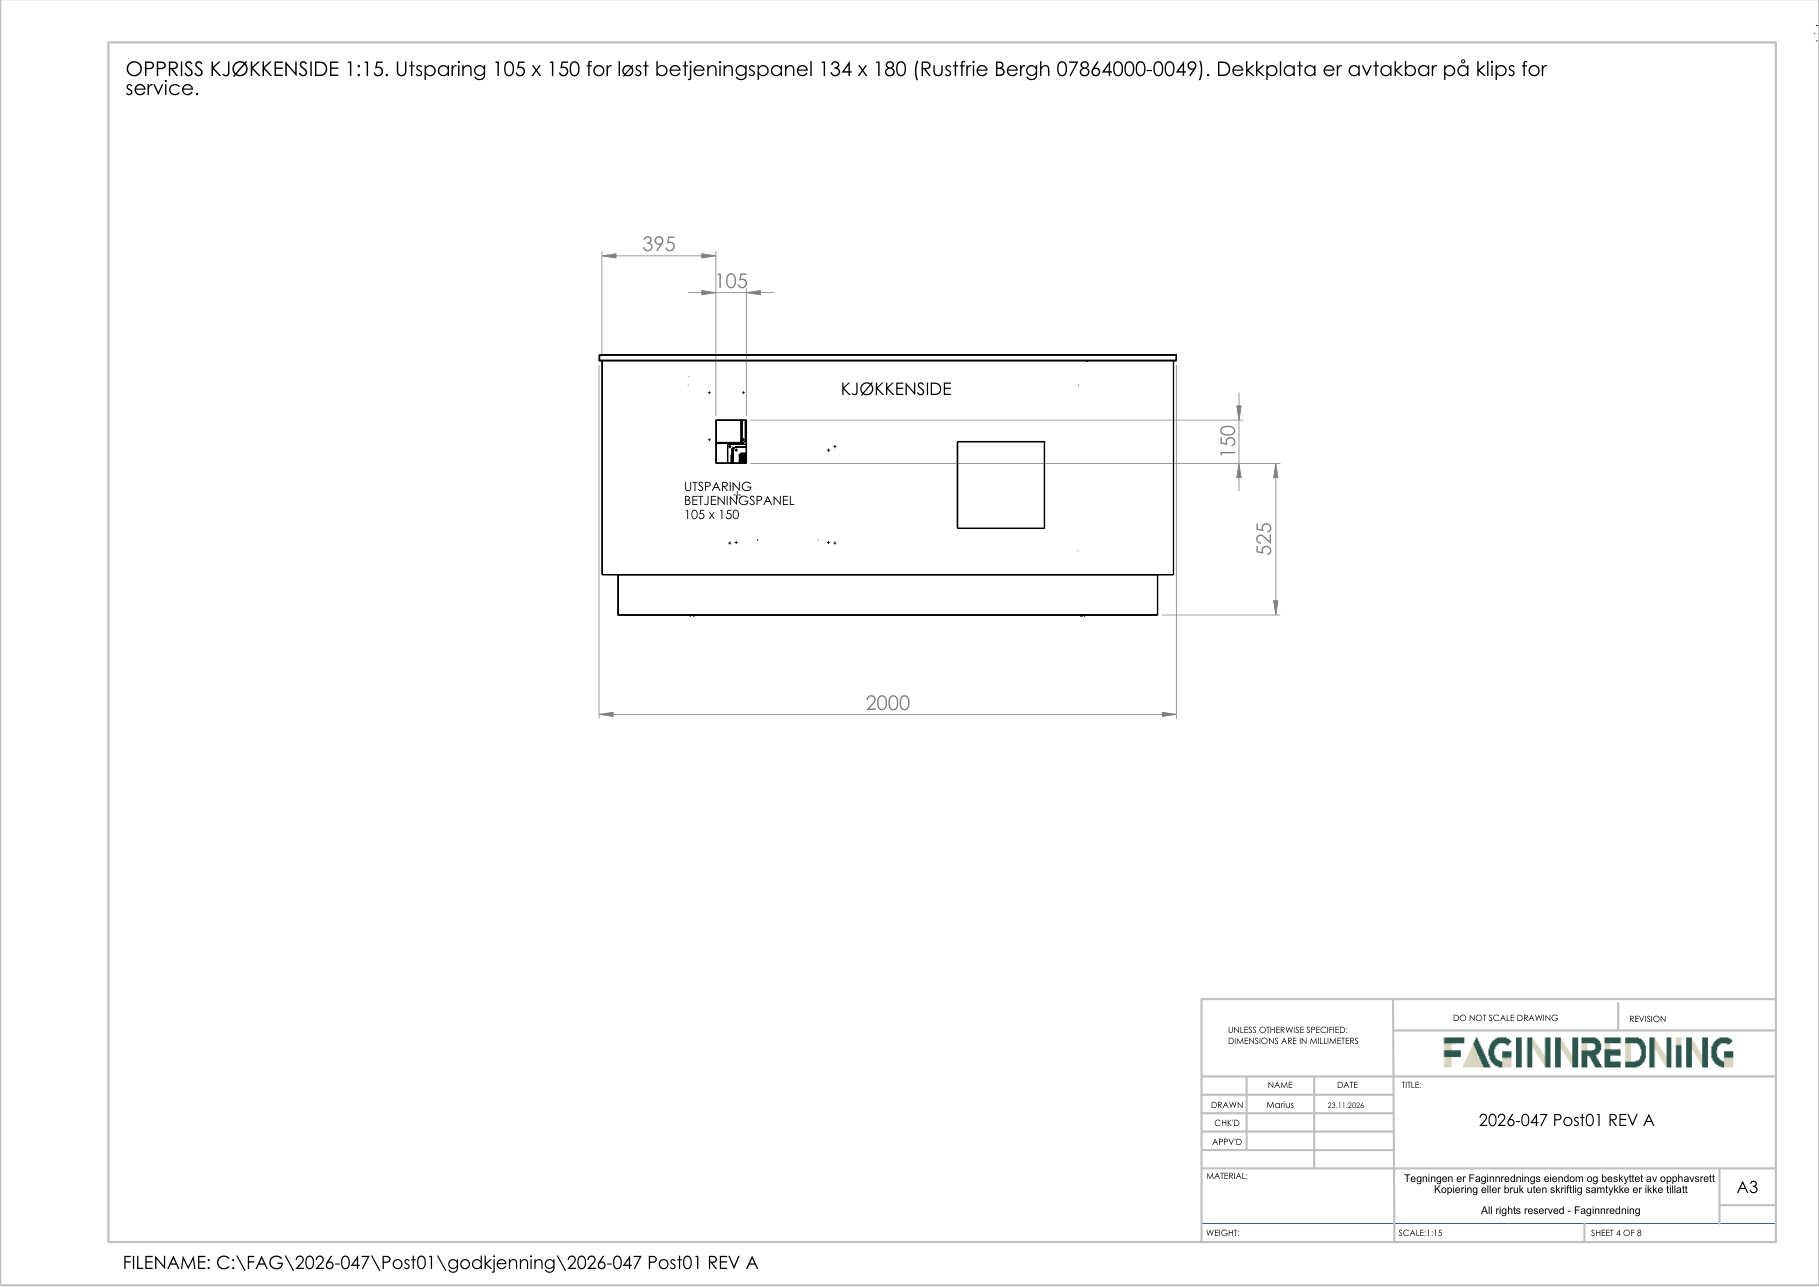 OPPRISS KJØKKENSIDE 1:15. Utsparing 105 x 150 for løst betjeningspanel 134 x 180 (Rustfrie Bergh 07864000-0049). Dekkplata er avtakbar på klips for
service.
395
105
KJØKKENSIDE
150
UTSPARING
BETJENINGSPANEL
105 x 150
525
2000
UNLESS OTHERWISE SPECIFIED:
DIMENSIONS ARE IN MILLIMETERS
DO NOT SCALE DRAWING
REVISION
FAGINNREDNING
NAME
DATE
TITLE:
DRAWN
Marius
23.11.2026
CHK'D
APPV'D
2026-047 Post01 REV A
MATERIAL:
Tegningen er Faginnrednings eiendom og beskyttet av opphavsrett
Kopiering eller bruk uten skriftlig samtykke er ikke tillatt
All rights reserved - Faginnredning
A3
WEIGHT:
SCALE:1:15
SHEET 4 OF 8
FILENAME: C:\FAG\2026-047\Post01\godkjenning\2026-047 Post01 REV A